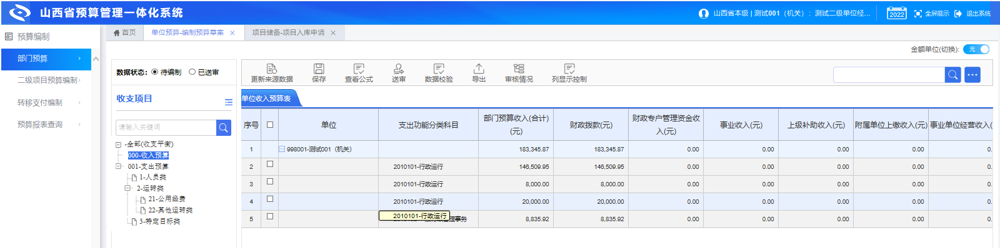 山西省预算管理一体化系统
山西省本级 | 测试001（机关）：测试二级单位经...
2022
全屏展示
退出系统
预算编制
部门预算
二级项目预算编制
转移支付编制
预算报表查询
首页
单位预算-编制预算草案 ×
项目储备-项目入库申请 ×
金额单位(切换): 元
数据状态: 待编制 已送审
收支项目
请输入关键词
-全部(收支平衡)
000-收入预算
001-支出预算
1-人员类
2-运转类
21-公用经费
22-其他运转类
3-特定目标类
更新来源数据 保存 查看公式 送审 数据校验 导出 审核情况 列显示控制
单位收入预算表
序号 单位 支出功能分类科目 部门预算收入(合计)(元) 财政拨款(元) 财政专户管理资金收入(元) 事业收入(元) 上级补助收入(元) 附属单位上缴收入(元) 事业单位经营收入(
1 998001-测试001（机关） 183,345.87 183,345.87 0.00 0.00 0.00 0.00 0.
2 2010101-行政运行 146,509.95 146,509.95 0.00 0.00 0.00 0.00 0.
3 2010101-行政运行 8,000.00 8,000.00 0.00 0.00 0.00 0.00 0.
4 2010101-行政运行 20,000.00 20,000.00 0.00 0.00 0.00 0.00 0.
2010101-行政运行
5 理事务 8,835.92 8,835.92 0.00 0.00 0.00 0.00 0.